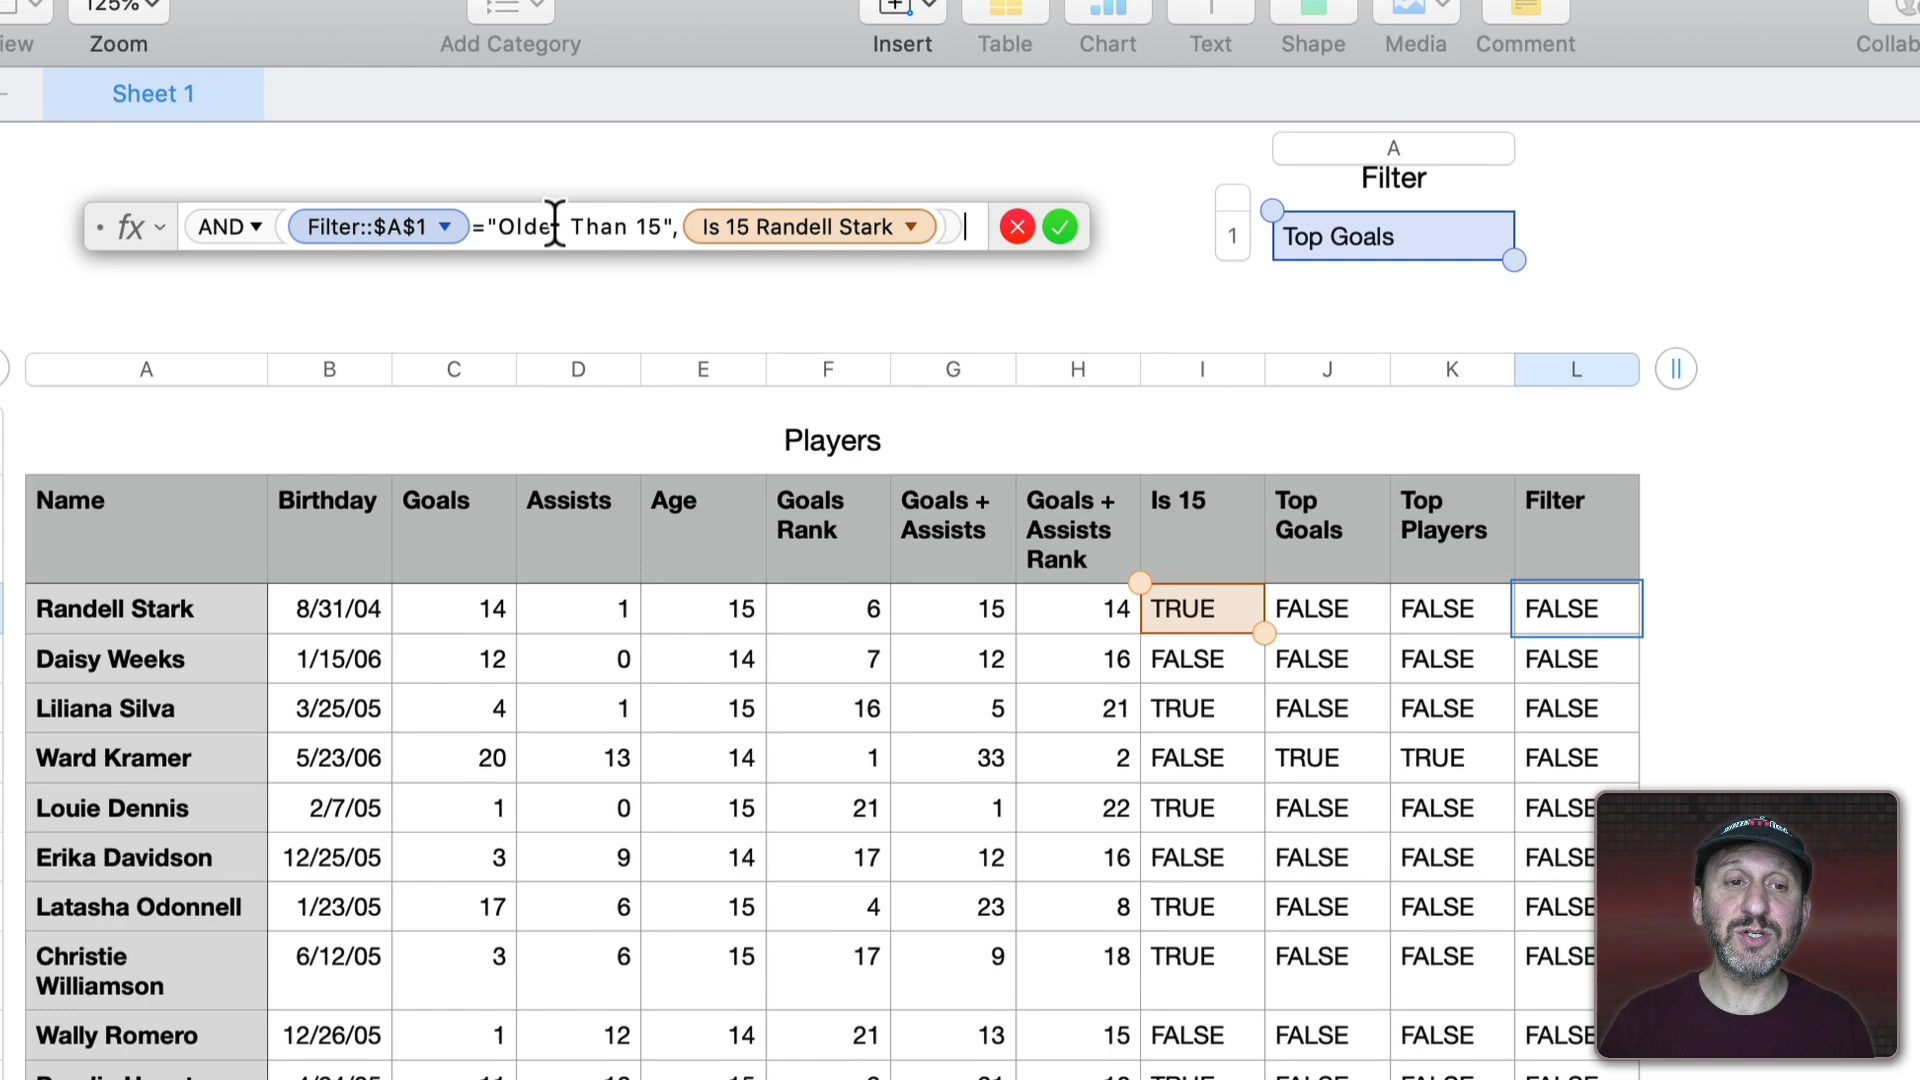 125%
iew
Zoom
Add Category
Insert
Table
Chart
Text
Shape
Media
Comment
Collab
Sheet 1
A
Filter
fx AND Filter::$A$1 ="Older Than 15", Is 15 Randell Stark
1 Top Goals
A B C D E F G H I J K L
Players
Name Birthday Goals Assists Age Goals Rank Goals + Assists Goals + Assists Rank Is 15 Top Goals Top Players Filter
Randell Stark 8/31/04 14 1 15 6 15 14 TRUE FALSE FALSE FALSE
Daisy Weeks 1/15/06 12 0 14 7 12 16 FALSE FALSE FALSE FALSE
Liliana Silva 3/25/05 4 1 15 16 5 21 TRUE FALSE FALSE FALSE
Ward Kramer 5/23/06 20 13 14 1 33 2 FALSE TRUE TRUE FALSE
Louie Dennis 2/7/05 1 0 15 21 1 22 TRUE FALSE FALSE FALSE
Erika Davidson 12/25/05 3 9 14 17 12 16 FALSE FALSE FALSE FALSE
Latasha Odonnell 1/23/05 17 6 15 4 23 8 TRUE FALSE FALSE FALSE
Christie Williamson 6/12/05 3 6 15 17 9 18 TRUE FALSE FALSE FALSE
Wally Romero 12/26/05 1 12 14 21 13 15 FALSE FALSE FALSE FALSE